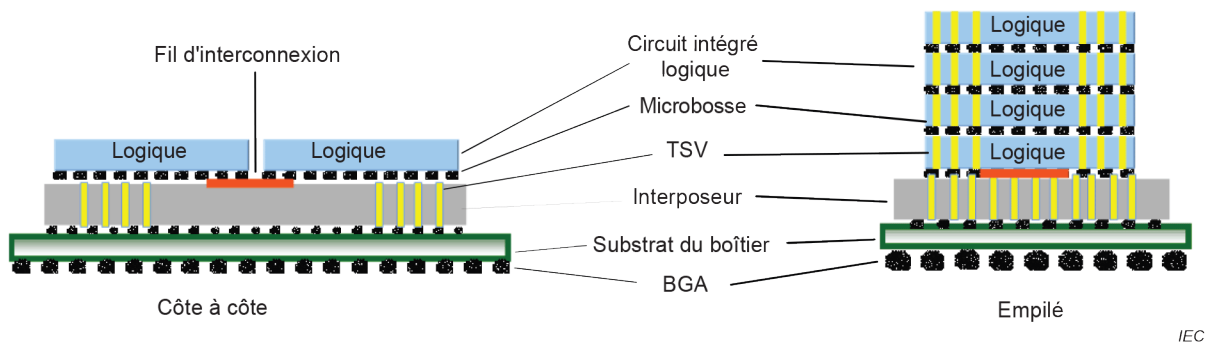 Fil d'interconnexion
Logique
Logique
Côte à côte
Circuit intégré
logique
Microbosse
TSV
Interposeur
Substrat du boîtier
BGA
Logique
Logique
Logique
Logique
Empilé
IEC